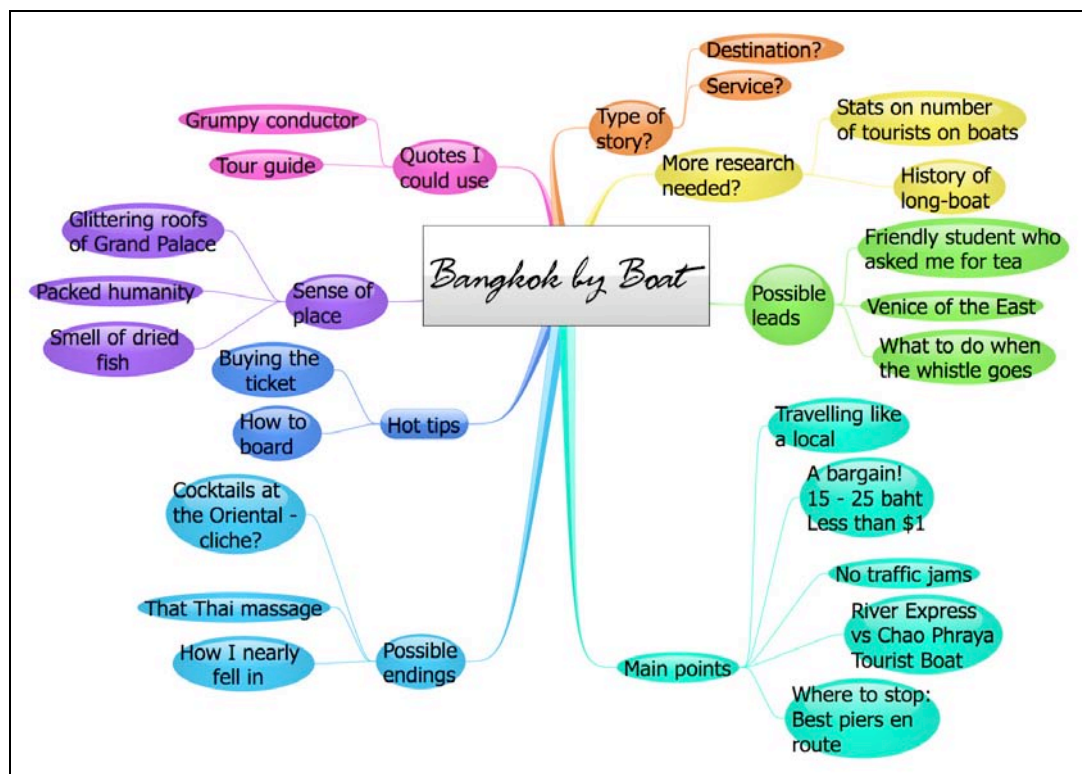 Bangkok by Boat
Type of
story?
Destination?
Service?
More research
needed?
Stats on number
of tourists on boats
History of
long-boat
Possible
leads
Friendly student who
asked me for tea
Venice of the East
What to do when
the whistle goes
Main points
Travelling like
a local
A bargain!
15 - 25 baht
Less than $1
No traffic jams
River Express
vs Chao Phraya
Tourist Boat
Where to stop:
Best piers en
route
Possible
endings
Cocktails at
the Oriental -
cliche?
That Thai massage
How I nearly
fell in
Hot tips
Buying the
ticket
How to
board
Sense of
place
Glittering roofs
of Grand Palace
Packed humanity
Smell of dried
fish
Quotes I
could use
Grumpy conductor
Tour guide